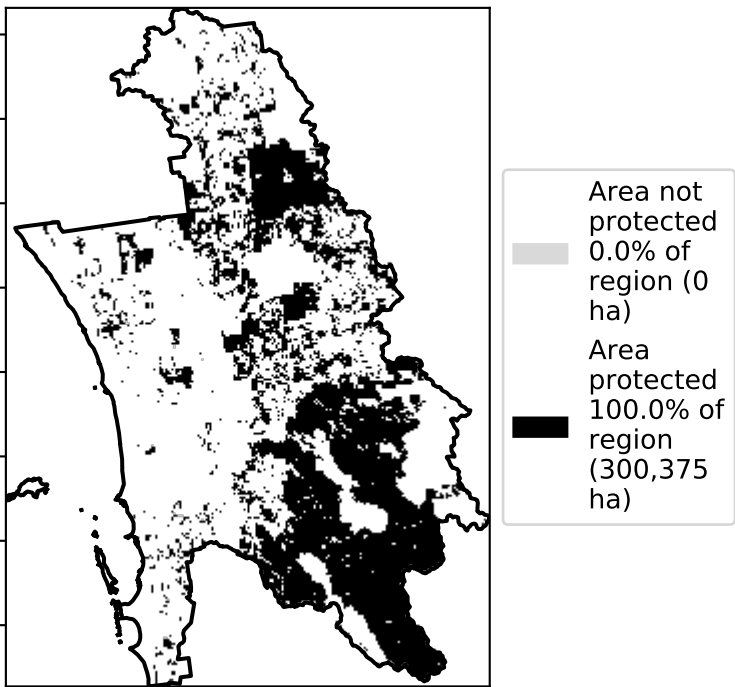 Area not
protected
0.0% of
region (0
ha)
Area
protected
100.0% of
region
(300,375
ha)